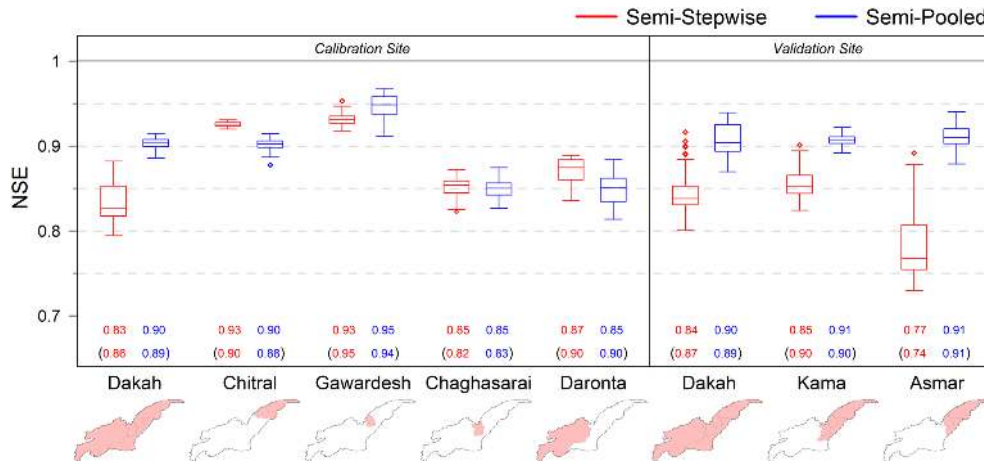 Semi-Stepwise Semi-Pooled
Calibration Site Validation Site
1
0.9
0.8
0.7
NSE
0.83 0.90 0.93 0.90 0.93 0.95 0.85 0.85 0.87 0.85 0.84 0.90 0.85 0.91 0.77 0.91
(0.86 0.89) (0.90 0.88) (0.95 0.94) (0.82 0.83) (0.90 0.90) (0.87 0.89) (0.90 0.90) (0.74 0.91)
Dakah Chitral Gawardesh Chaghasarai Daronta Dakah Kama Asmar